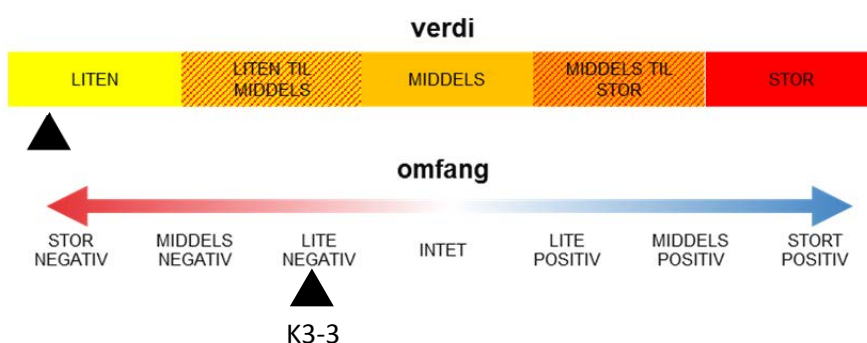 verdi
LITEN
LITEN TIL
MIDDELS
MIDDELS
MIDDELS TIL
STOR
STOR
omfang
STOR
NEGATIV
MIDDELS
NEGATIV
LITE
NEGATIV
INTET
LITE
POSITIV
MIDDELS
POSITIV
STORT
POSITIV
K3-3